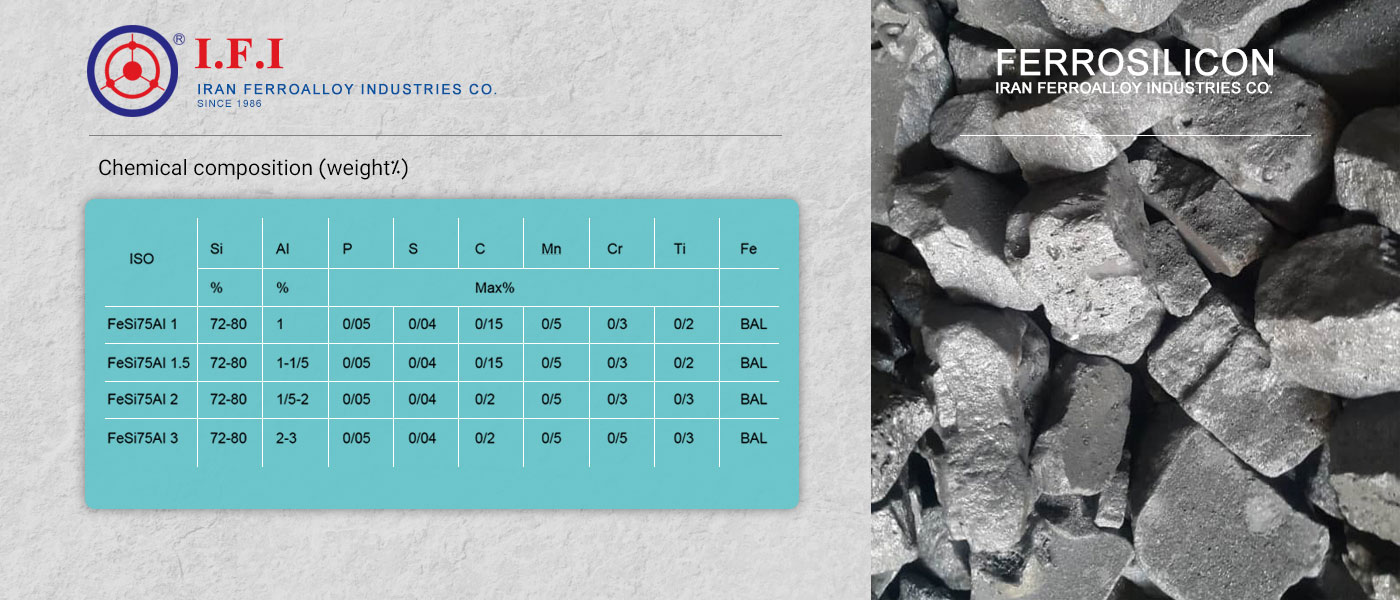 I.F.I
®
IRAN FERROALLOY INDUSTRIES CO.
SINCE 1986
Chemical composition (weight٪)
ISO Si Al P S C Mn Cr Ti Fe
% % Max%
FeSi75Al 1 72-80 1 0/05 0/04 0/15 0/5 0/3 0/2 BAL
FeSi75Al 1.5 72-80 1-1/5 0/05 0/04 0/15 0/5 0/3 0/2 BAL
FeSi75Al 2 72-80 1/5-2 0/05 0/04 0/2 0/5 0/3 0/3 BAL
FeSi75Al 3 72-80 2-3 0/05 0/04 0/2 0/5 0/5 0/3 BAL
FERROSILICON
IRAN FERROALLOY INDUSTRIES CO.